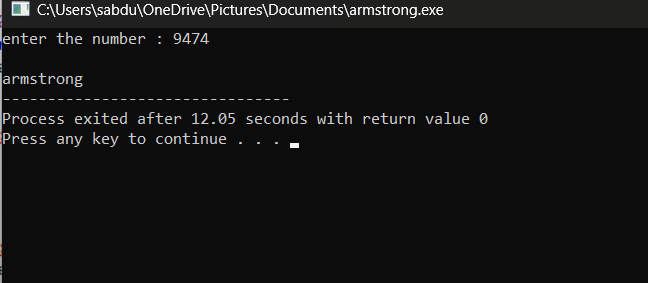 C:\Users\sabdu\OneDrive\Pictures\Documents\armstrong.exe
enter the number : 9474
armstrong
--------------------------------
Process exited after 12.05 seconds with return value 0
Press any key to continue . . .